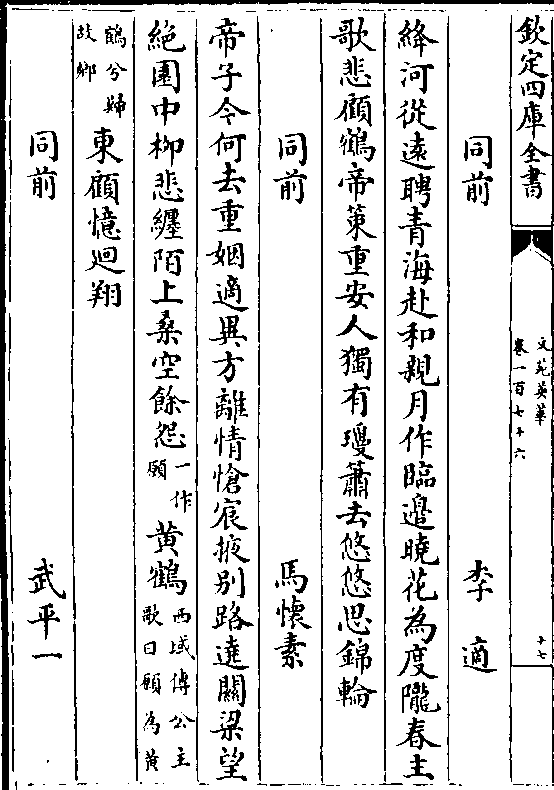 欽定四庫全書
文苑英華
卷一百七十六
十七
同前 李適
絳河從遠聘青海赴和親月作臨邊曉花為度隴春主
歌悲顧鶴帝策重安人獨有瓊簫去悠悠思錦輪
同前 馬懷素
帝子今何去重姻適異方離情愴宸掖别路遶關梁望
絶園中柳悲纒陌上桑空餘怨一作願黄鶴西域傳公主歌曰願為黄
鶴兮歸故鄉東顧憶迴翔
同前 武平一